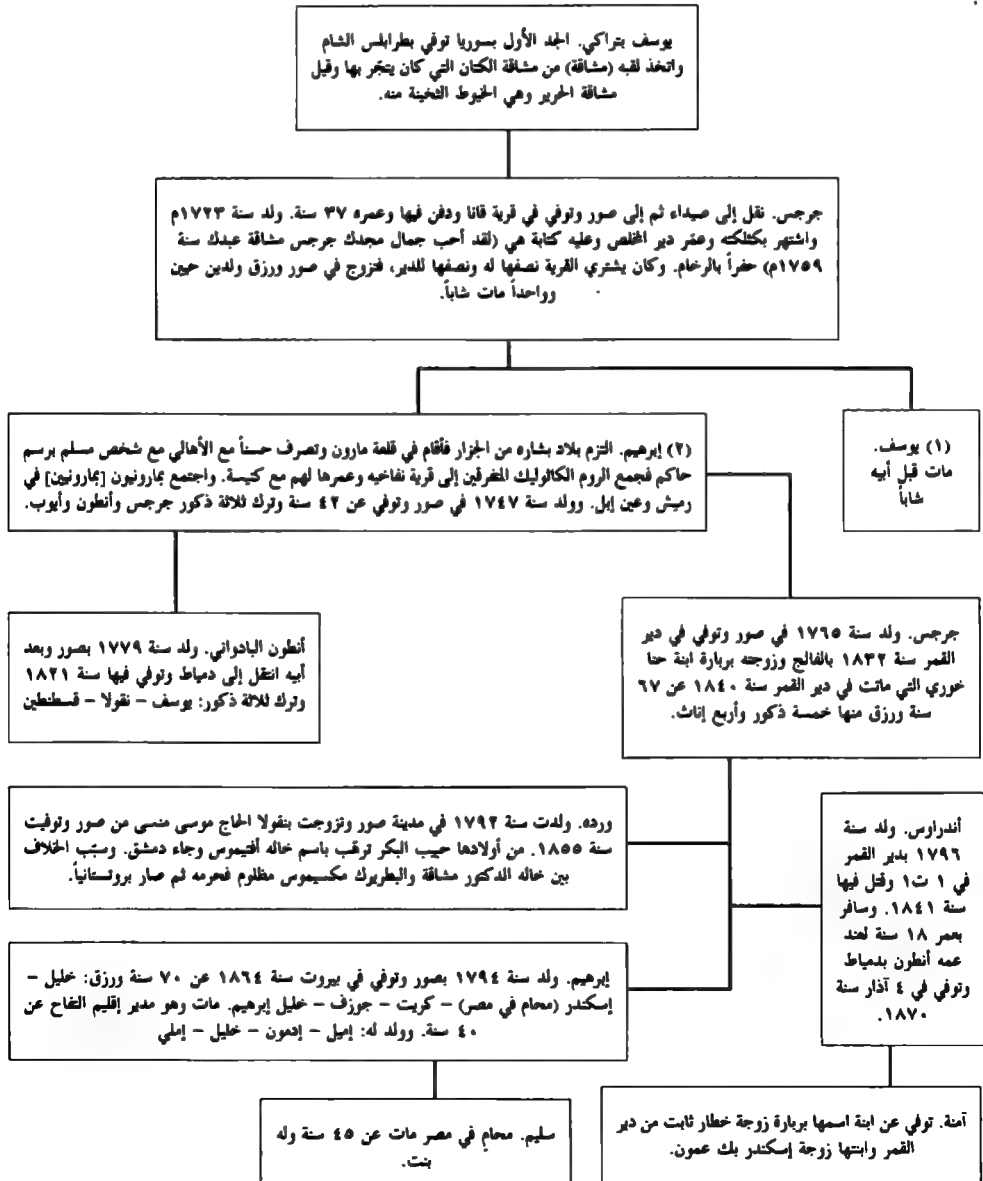 يوسف بتراكي. الجد الأول بسوريا توفي بطرابلس الشام
واتخذ لقبه (مشاقة) من مشاقة الكتان التي كان يتجر بها وقيل
مشاقة الحرير وهي الخيوط الثخينة منه.
جرجس. نقل إلى صيداء ثم إلى صور وتوفي في قرية قانا ودفن فيها وعمره ٣٧ سنة. ولد سنة ١٧٢٣م
واشتهر بكثلكته وعمّر دير المخلص وعليه كتابة هي (لقد أحب جمال مجدك جرجس مشاقة عبدك سنة
١٧٥٩م) حفراً بالرخام. وكان يشتري القرية نصفها له ونصفها للدير، فتزوج في صور ورزق ولدين حيين
وواحداً مات شاباً.
(١) يوسف.
مات قبل أبيه
شاباً
(٢) إبرهيم. التزم بلاد بشاره من الجزار فأقام في قلعة مارون وتصرف حسناً مع الأهالي مع شخص مسلم برسم
حاكم فجمع الروم الكاثوليك المتفرقين إلى قرية نفاخيه وعمرها لهم مع كنيسة. واجتمع بمارونيون [بمارونيين] في
رميش وعين إبل. وولد سنة ١٧٤٧ في صور وتوفي عن ٤٢ سنة وترك ثلاثة ذكور جرجس وأنطون وأيوب.
جرجس. ولد سنة ١٧٦٥ في صور وتوفي في دير
القمر سنة ١٨٣٢ بالفالج وزوجته بربارة ابنة حنا
خوري التي ماتت في دير القمر سنة ١٨٤٠ عن ٦٧
سنة ورزق منها خمسة ذكور وأربع إناث.
أنطون البادواني. ولد سنة ١٧٧٩ بصور وبعد
أبيه انتقل إلى دمياط وتوفي فيها سنة ١٨٢١
وترك ثلاثة ذكور: يوسف – نقولا – قسطنطين
ورده. ولدت سنة ١٧٩٢ في مدينة صور وتزوجت بنقولا الحاج موسى منسى من صور وتوفيت
سنة ١٨٥٥. من أولادها حبيب البكر ترقب باسم خاله أفتيموس وجاء دمشق. وسبّب الخلاف
بين خاله الدكتور مشاقة والبطريرك مكسيموس مظلوم فحرمه ثم صار بروتستانياً.
أندراوس. ولد سنة
١٧٩٦ بدير القمر
في ١ ت١ وقتل فيها
سنة ١٨٤١. وسافر
بعمر ١٨ سنة لعند
عمه أنطون بدمياط
وتوفي في ٤ آذار سنة
١٨٧٠.
إبرهيم. ولد سنة ١٧٩٤ بصور وتوفي في بيروت سنة ١٨٦٤ عن ٧٠ سنة ورزق: خليل –
إسكندر (محام في مصر) – كريت – جوزف – خليل إبرهيم. مات وهو مدير إقليم التفاح عن
٤٠ سنة. وولد له: إميل – إدمون – خليل – إملي
آمنة. توفي عن ابنة اسمها بربارة زوجة خطار ثابت من دير
القمر وابنتها زوجة إسكندر بك عمون.
سليم. محامٍ في مصر مات عن ٤٥ سنة وله
بنت.